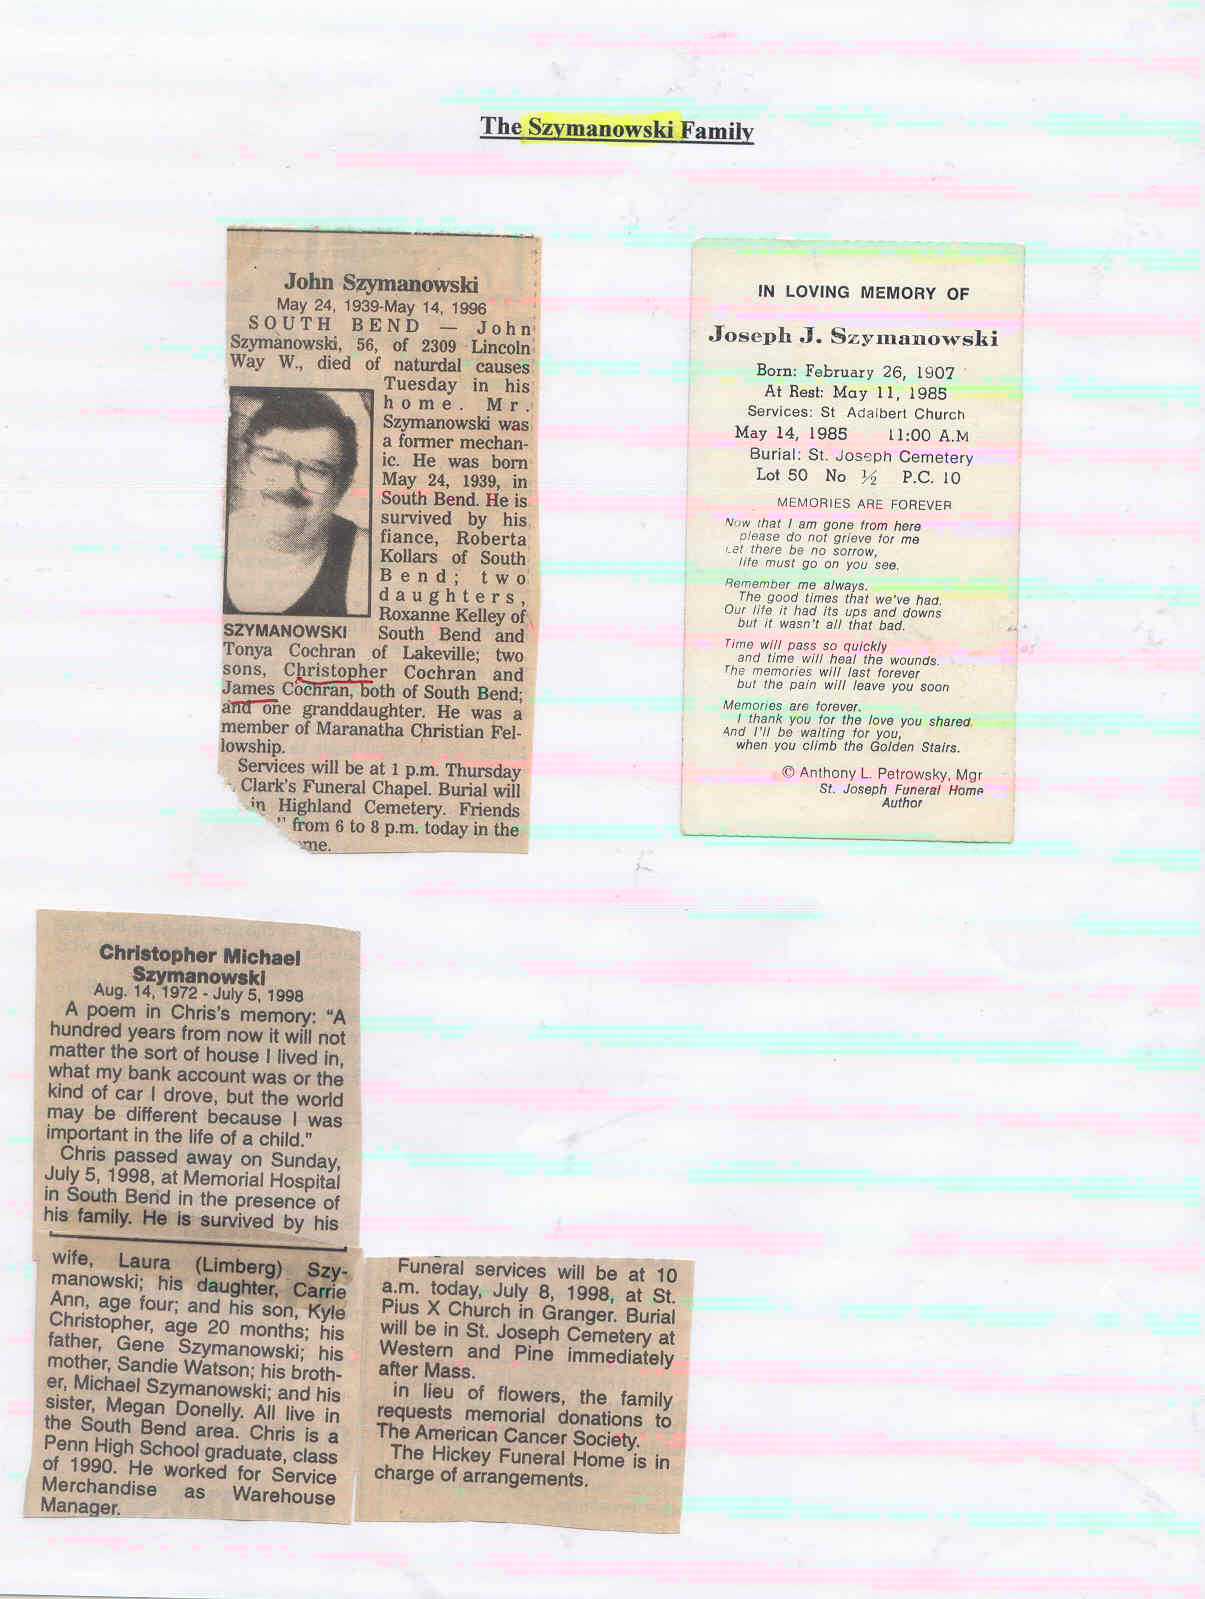 The Szymanowski Family
John Szymanowski
May 24, 1939-May 14, 1996
SOUTH BEND — John
Szymanowski, 56, of 2309 Lincoln
Way W., died of naturdal causes
Tuesday in his
home. Mr.
Szymanowski was
a former mechan-
ic. He was born
May 24, 1939, in
South Bend. He is
survived by his
fiance, Roberta
Kollars of South
Bend; two
daughters,
Roxanne Kelley of
SZYMANOWSKI South Bend and
Tonya Cochran of Lakeville; two
sons, Christopher Cochran and
James Cochran, both of South Bend;
and one granddaughter. He was a
member of Maranatha Christian Fel-
lowship.
Services will be at 1 p.m. Thursday
Clark's Funeral Chapel. Burial will
in Highland Cemetery. Friends
from 6 to 8 p.m. today in the
me.
IN LOVING MEMORY OF
Joseph J. Szymanowski
Born: February 26, 1907
At Rest: May 11, 1985
Services: St Adalbert Church
May 14, 1985 11:00 A.M
Burial: St. Joseph Cemetery
Lot 50 No ½ P.C. 10
MEMORIES ARE FOREVER
Now that I am gone from here
please do not grieve for me
Let there be no sorrow,
life must go on you see.
Remember me always.
The good times that we've had.
Our life it had its ups and downs
but it wasn't all that bad.
Time will pass so quickly
and time will heal the wounds.
The memories will last forever
but the pain will leave you soon
Memories are forever.
I thank you for the love you shared.
And I'll be waiting for you,
when you climb the Golden Stairs.
© Anthony L. Petrowsky, Mgr
St. Joseph Funeral Home
Author
Christopher Michael
Szymanowski
Aug. 14, 1972 - July 5, 1998
A poem in Chris's memory: "A
hundred years from now it will not
matter the sort of house I lived in,
what my bank account was or the
kind of car I drove, but the world
may be different because I was
important in the life of a child."
Chris passed away on Sunday,
July 5, 1998, at Memorial Hospital
in South Bend in the presence of
his family. He is survived by his
wife, Laura (Limberg) Szy-
manowski; his daughter, Carrie
Ann, age four; and his son, Kyle
Christopher, age 20 months; his
father, Gene Szymanowski; his
mother, Sandie Watson; his broth-
er, Michael Szymanowski; and his
sister, Megan Donelly. All live in
the South Bend area. Chris is a
Penn High School graduate, class
of 1990. He worked for Service
Merchandise as Warehouse
Manager.
Funeral services will be at 10
a.m. today, July 8, 1998, at St.
Pius X Church in Granger. Burial
will be in St. Joseph Cemetery at
Western and Pine immediately
after Mass.
in lieu of flowers, the family
requests memorial donations to
The American Cancer Society.
The Hickey Funeral Home is in
charge of arrangements.